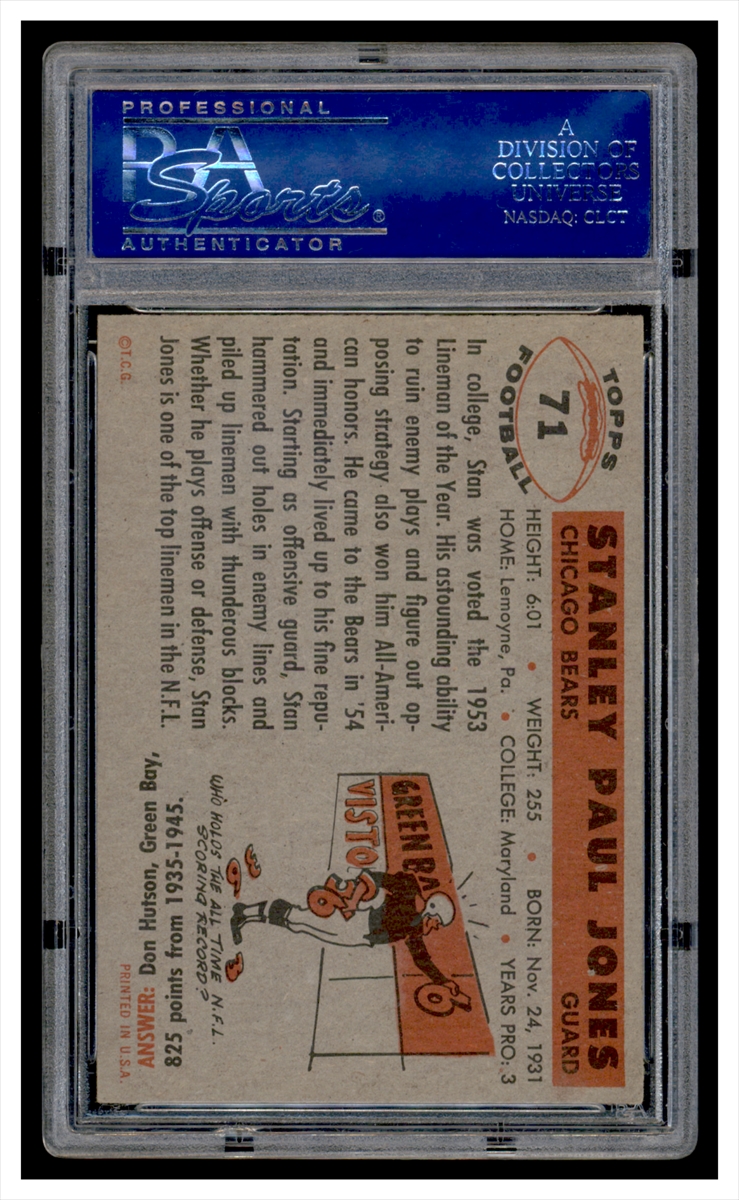 PROFESSIONAL
PSA
Sports®
AUTHENTICATOR
A
DIVISION OF
COLLECTORS
UNIVERSE
NASDAQ: CLCT
TOPPS
71
FOOTBALL
STANLEY PAUL JONES
CHICAGO BEARS GUARD
HEIGHT: 6:01 • WEIGHT: 255 • BORN: Nov. 24, 1931
HOME: Lemoyne, Pa. • COLLEGE: Maryland • YEARS PRO: 3
In college, Stan was voted the 1953
Lineman of the Year. His astounding ability
to ruin enemy plays and figure out op-
posing strategy also won him All-Ameri-
can honors. He came to the Bears in '54
and immediately lived up to his fine repu-
tation. Starting as offensive guard, Stan
hammered out holes in enemy lines and
piled up linemen with thunderous blocks.
Whether he plays offense or defense, Stan
Jones is one of the top linemen in the N.F.L.
©T.C.G.
GREEN BA
VISTO
WHO HOLDS THE ALL TIME N.F.L.
SCORING RECORD?
ANSWER: Don Hutson, Green Bay,
825 points from 1935-1945.
PRINTED IN U.S.A.